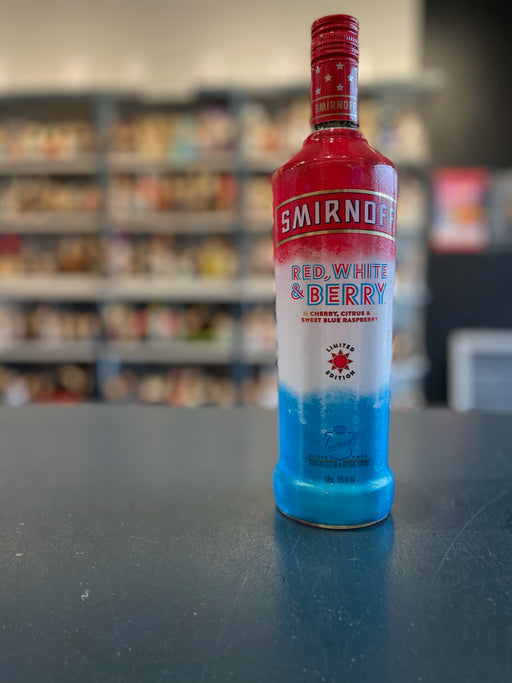 SMIRNOFF
SMIRNOFF
RED, WHITE
& BERRY
CHERRY, CITRUS &
SWEET BLUE RASPBERRY
LIMITED
EDITION